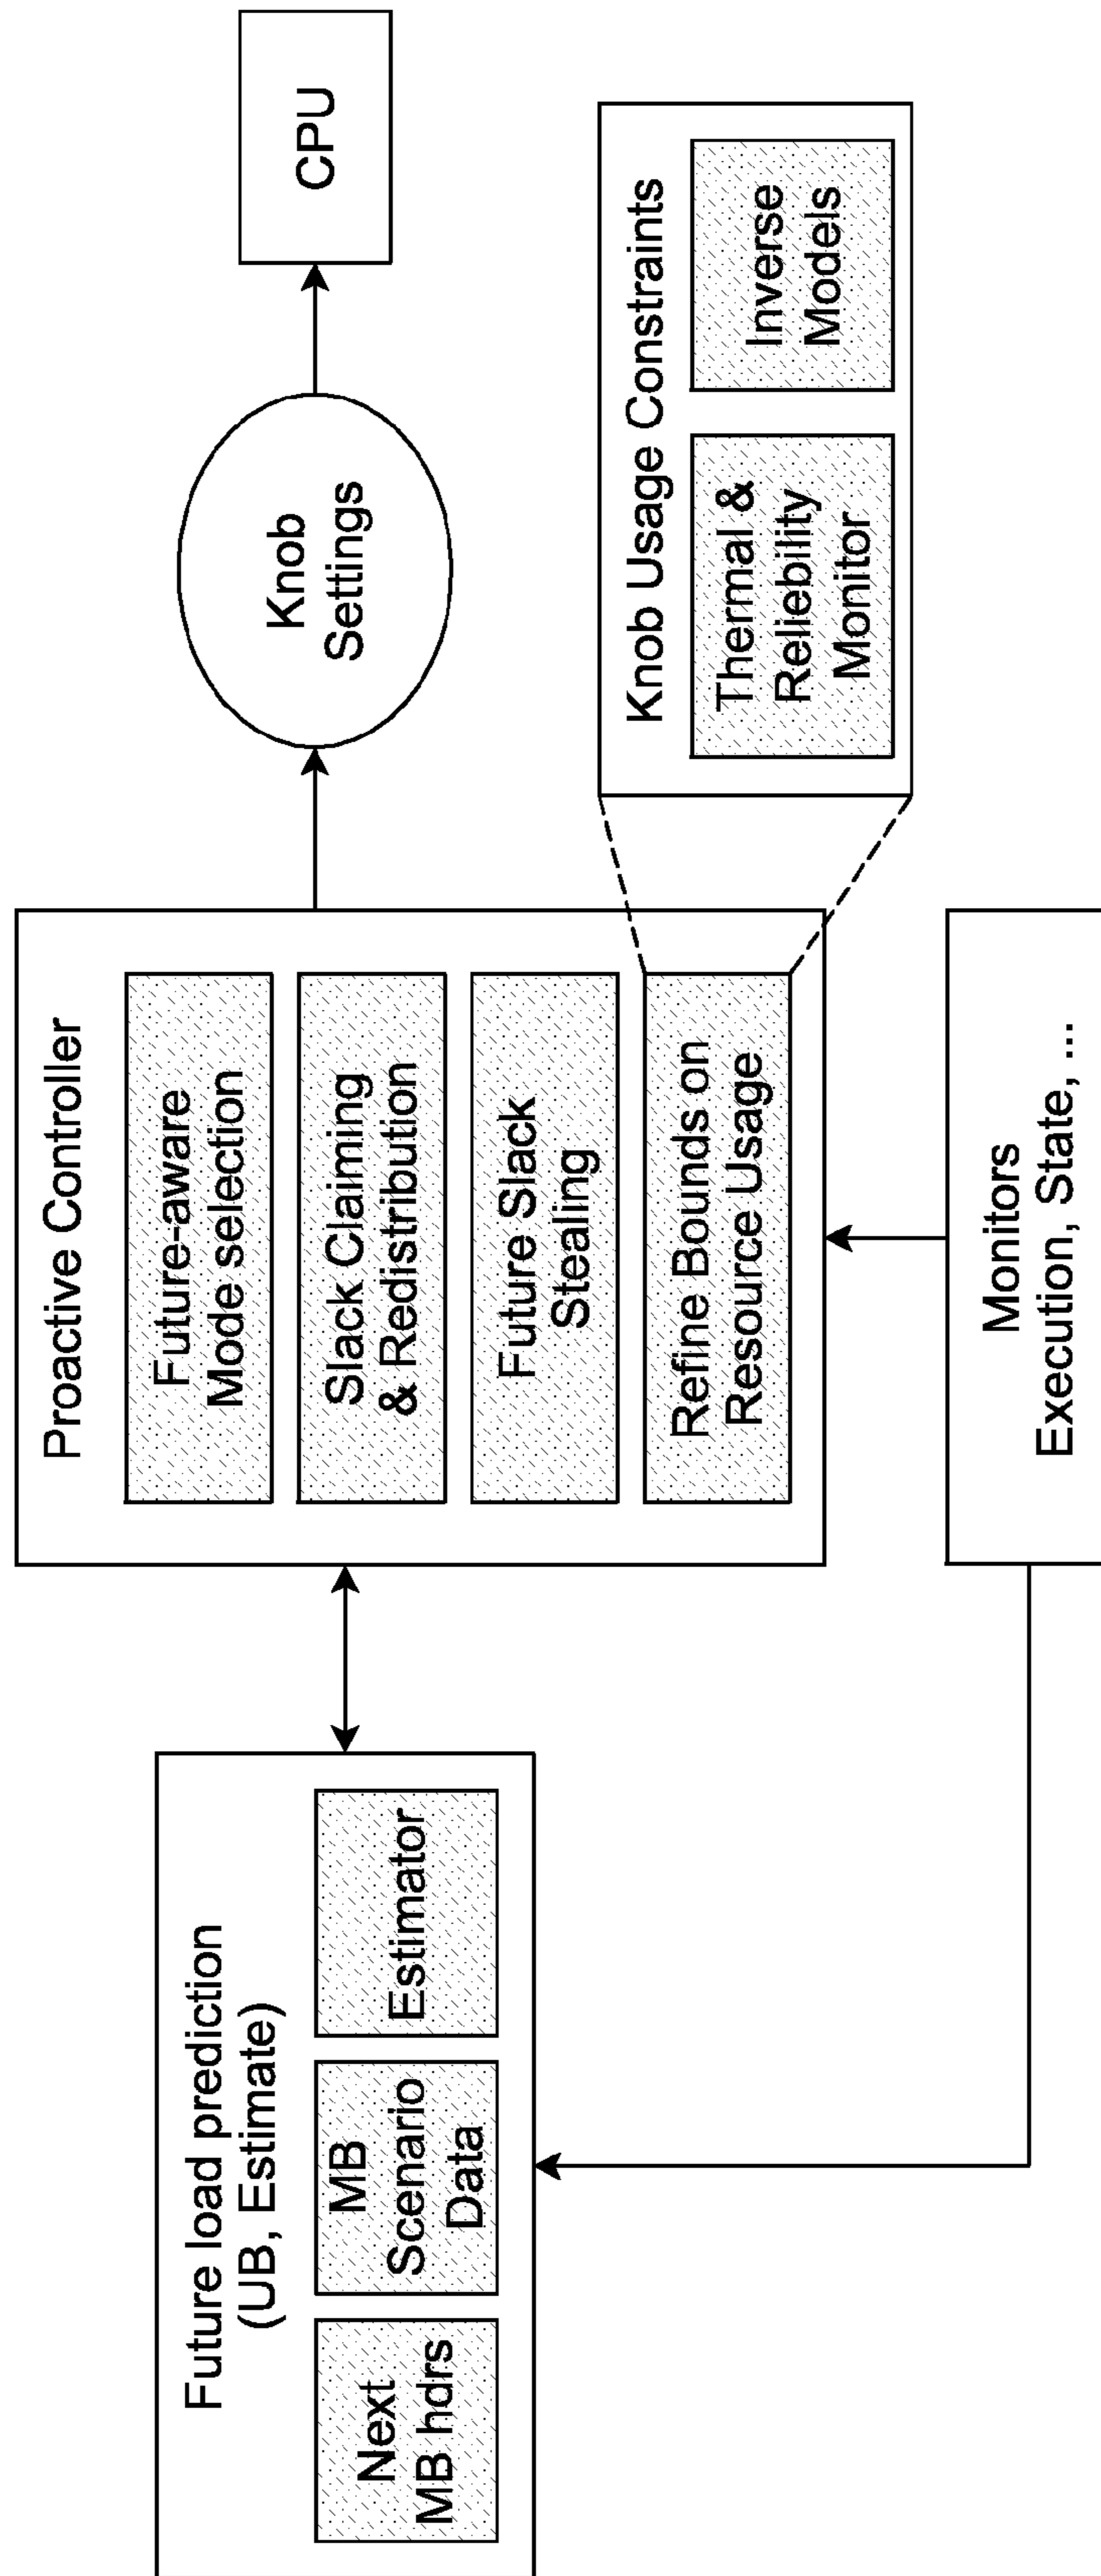 Future load prediction
(UB, Estimate)
Next
MB hdrs
MB
Scenario
Data
Estimator
Proactive Controller
Future-aware
Mode selection
Slack Claiming
& Redistribution
Future Slack
Stealing
Refine Bounds on
Resource Usage
Knob
Settings
CPU
Knob Usage Constraints
Thermal &
Reliebility
Monitor
Inverse
Models
Monitors
Execution, State, ...